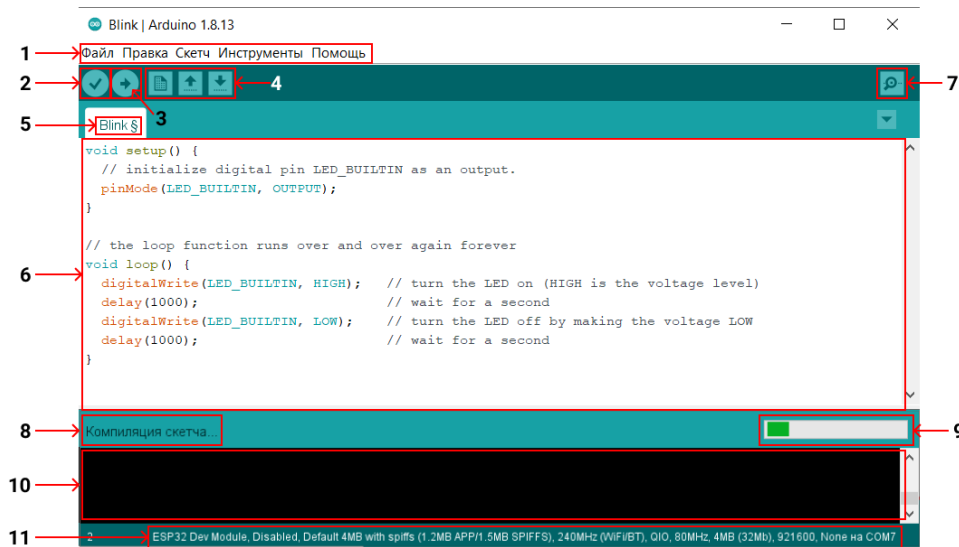 Blink | Arduino 1.8.13
1
Файл Правка Скетч Инструменты Помощь
2
3
4
7
5
Blink §
void setup() {
// initialize digital pin LED_BUILTIN as an output.
pinMode(LED_BUILTIN, OUTPUT);
}
// the loop function runs over and over again forever
void loop() {
6
digitalWrite(LED_BUILTIN, HIGH); // turn the LED on (HIGH is the voltage level)
delay(1000); // wait for a second
digitalWrite(LED_BUILTIN, LOW); // turn the LED off by making the voltage LOW
delay(1000); // wait for a second
}
8
Компиляция скетча...
9
10
11
2
ESP32 Dev Module, Disabled, Default 4MB with spiffs (1.2MB APP/1.5MB SPIFFS), 240MHz (WiFi/BT), QIO, 80MHz, 4MB (32Mb), 921600, None на COM7